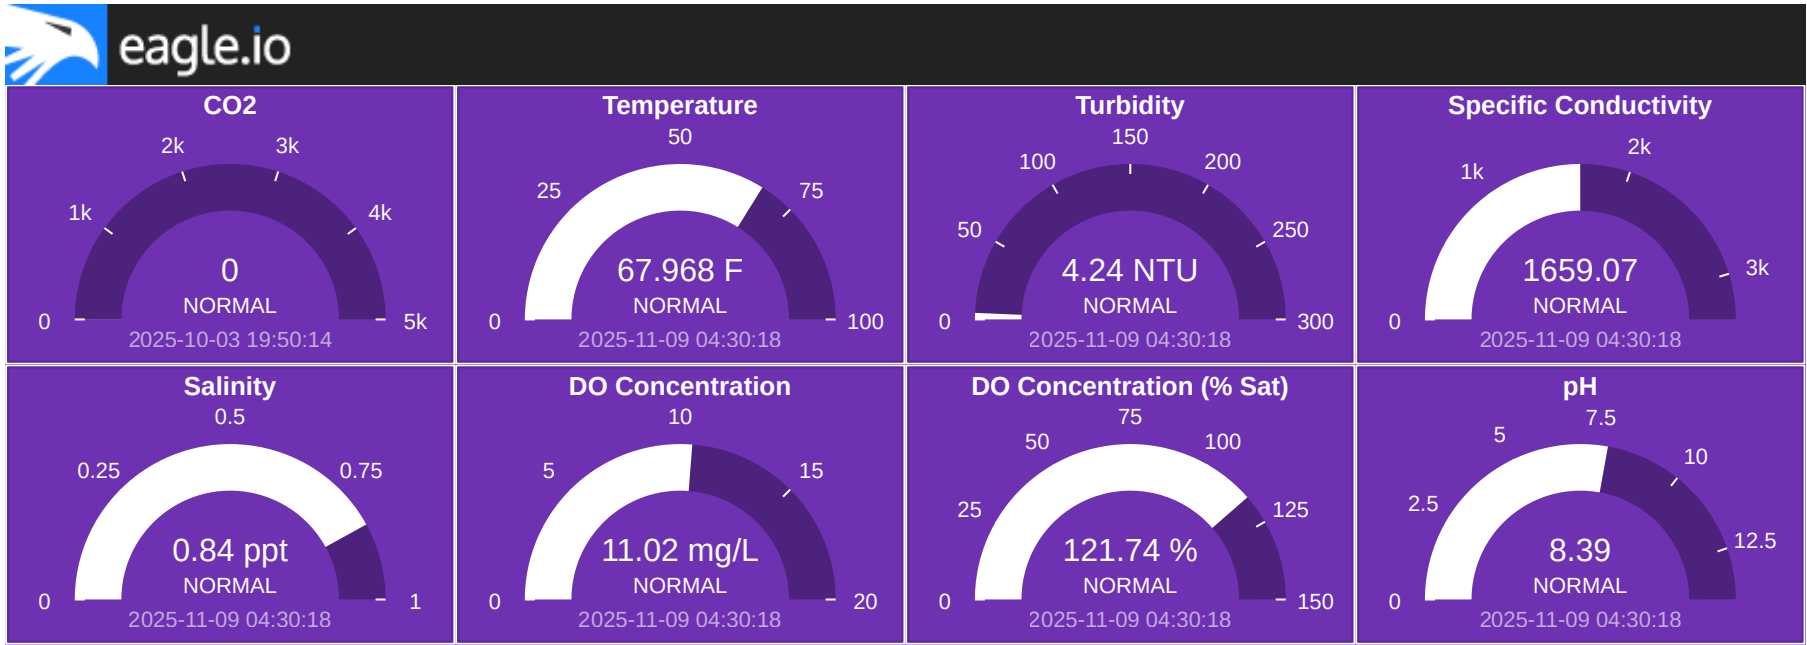 eagle.io
CO2
2k
3k
1k
4k
0
NORMAL
0
5k
2025-10-03 19:50:14
Temperature
50
25
75
67.968 F
NORMAL
0
100
2025-11-09 04:30:18
Turbidity
150
100
200
50
250
4.24 NTU
NORMAL
0
300
2025-11-09 04:30:18
Specific Conductivity
2k
1k
3k
1659.07
NORMAL
0
2025-11-09 04:30:18
Salinity
0.5
0.25
0.75
0.84 ppt
NORMAL
0
1
2025-11-09 04:30:18
DO Concentration
10
5
15
11.02 mg/L
NORMAL
0
20
2025-11-09 04:30:18
DO Concentration (% Sat)
75
50
100
25
125
121.74 %
NORMAL
0
150
2025-11-09 04:30:18
pH
7.5
5
10
2.5
12.5
8.39
NORMAL
0
2025-11-09 04:30:18